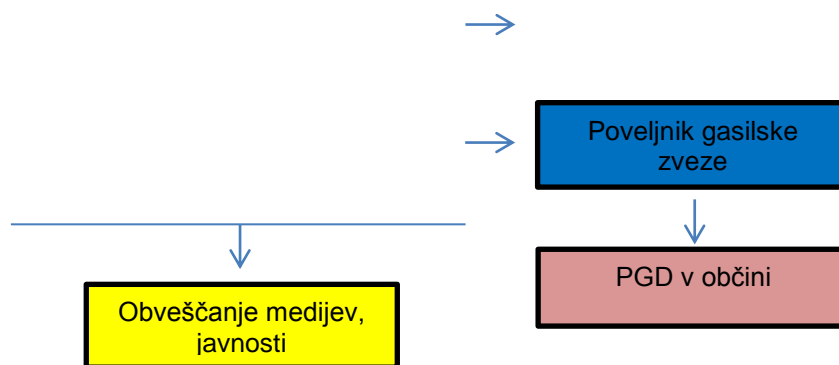 Poveljnik gasilske
zveze
PGD v občini
Obveščanje medijev,
javnosti